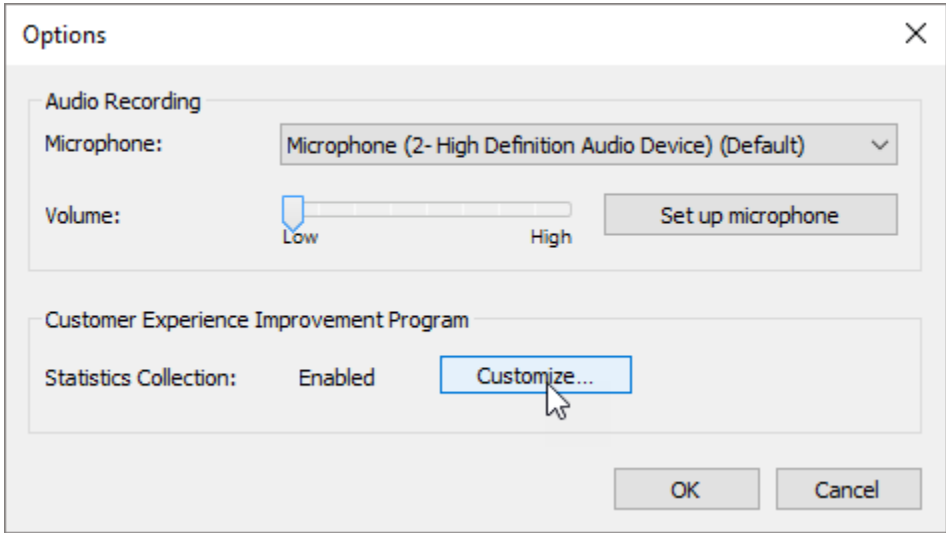 Options
Audio Recording
Microphone: Microphone (2- High Definition Audio Device) (Default)
Volume: Set up microphone
Low High
Customer Experience Improvement Program
Statistics Collection: Enabled Customize...
OK Cancel